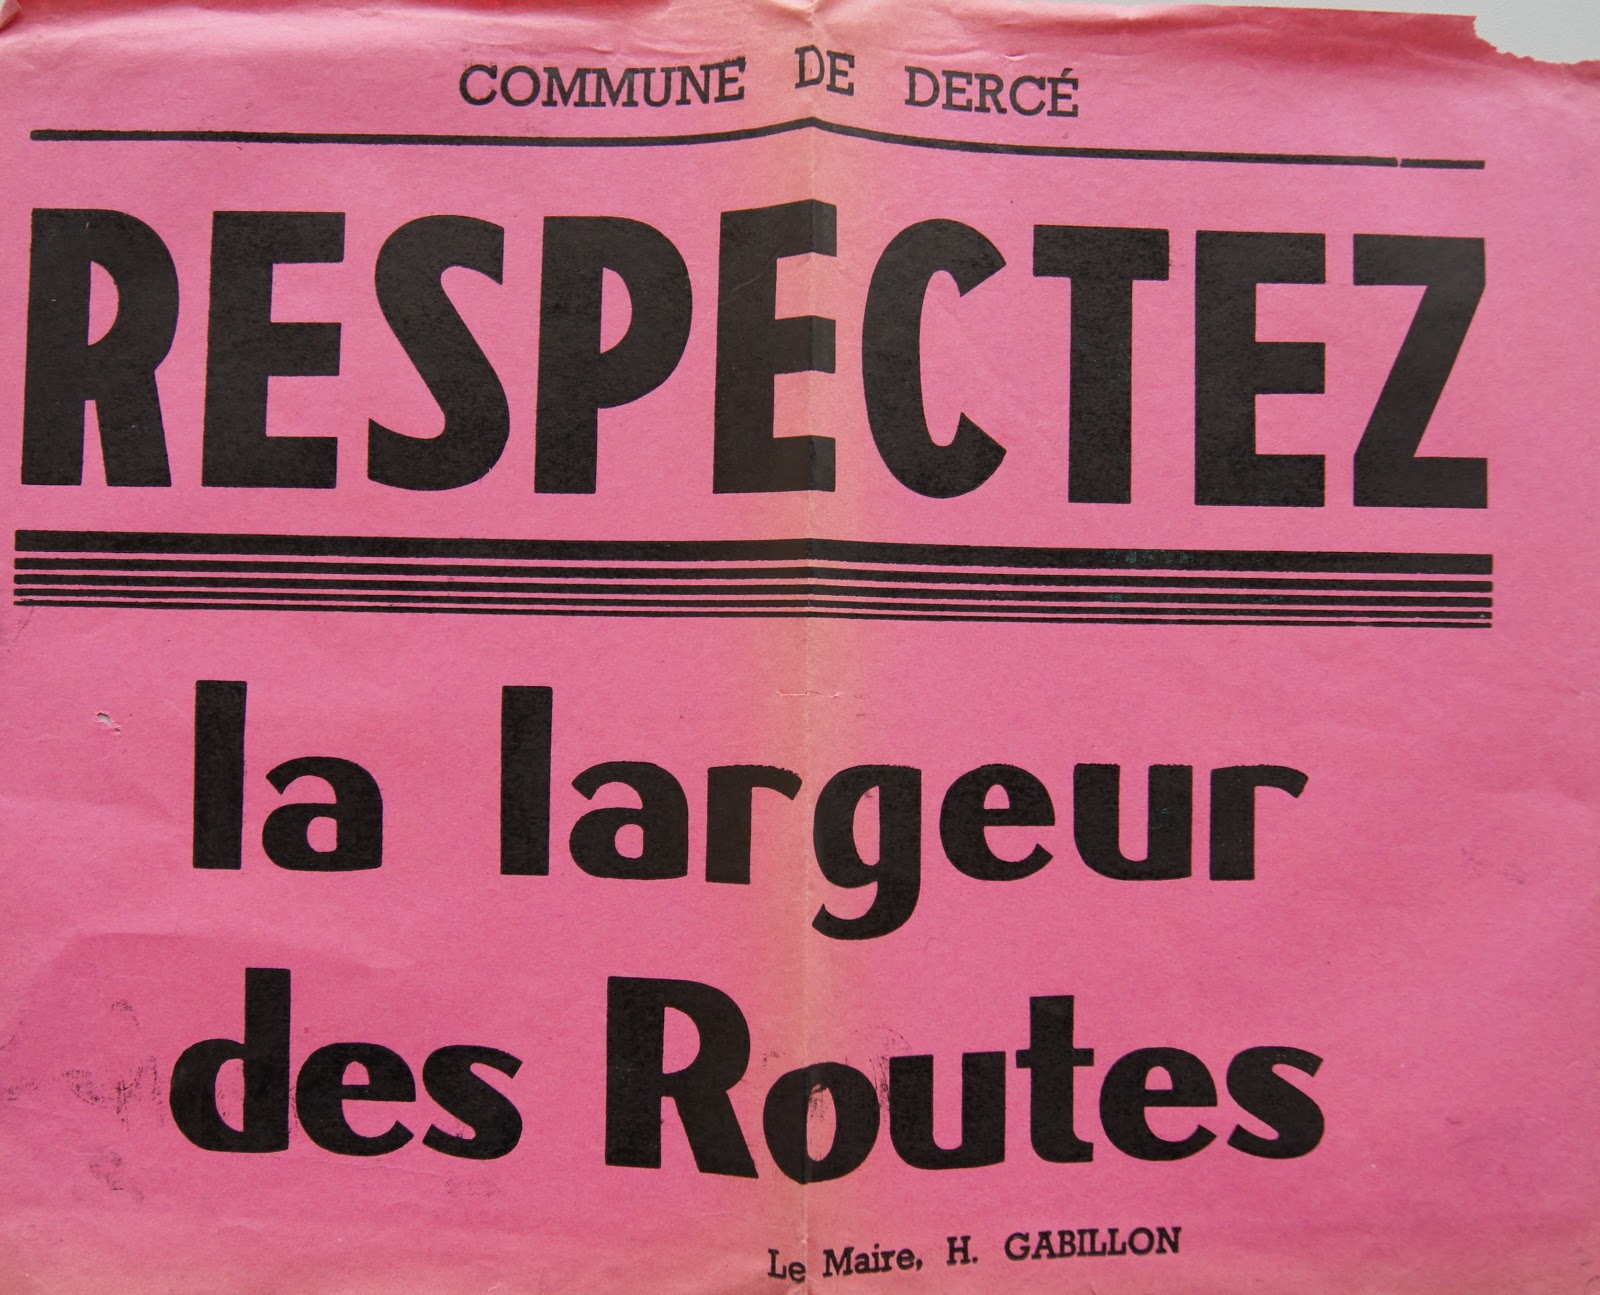 COMMUNE DE DERCÉ
RESPECTEZ
la largeur
des Routes
Le Maire, H. GABILLON